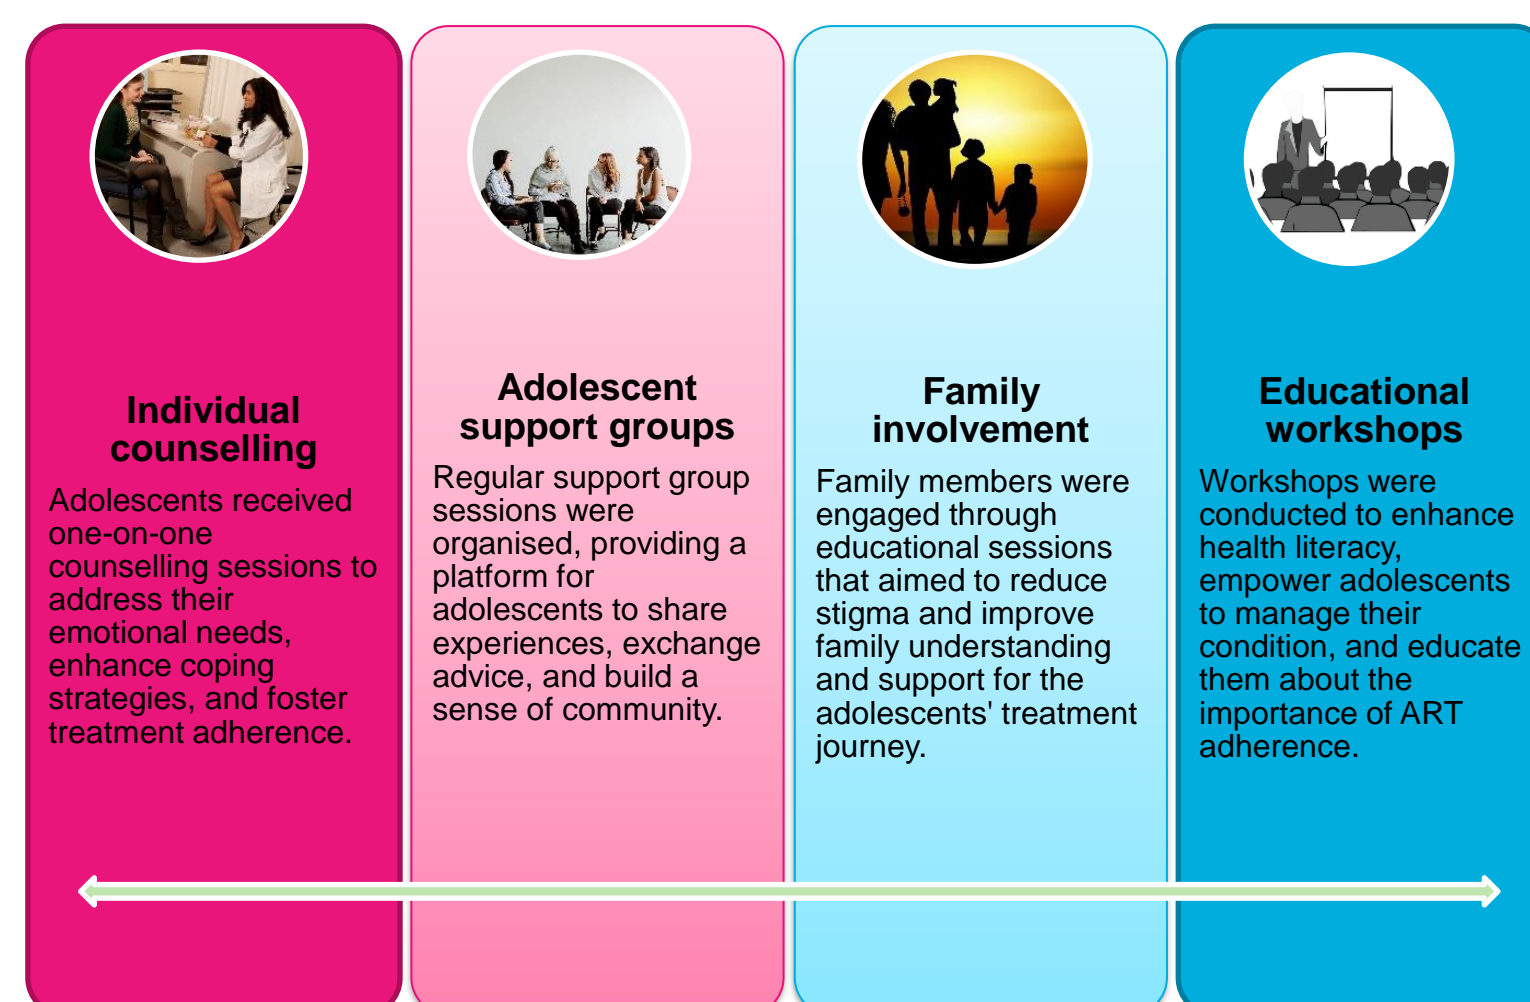 Individual
counselling
Adolescents received
one-on-one
counselling sessions to
address their
emotional needs,
enhance coping
strategies, and foster
treatment adherence.
Adolescent
support groups
Regular support group
sessions were
organised, providing a
platform for
adolescents to share
experiences, exchange
advice, and build a
sense of community.
Family
involvement
Family members were
engaged through
educational sessions
that aimed to reduce
stigma and improve
family understanding
and support for the
adolescents' treatment
journey.
Educational
workshops
Workshops were
conducted to enhance
health literacy,
empower adolescents
to manage their
condition, and educate
them about the
importance of ART
adherence.